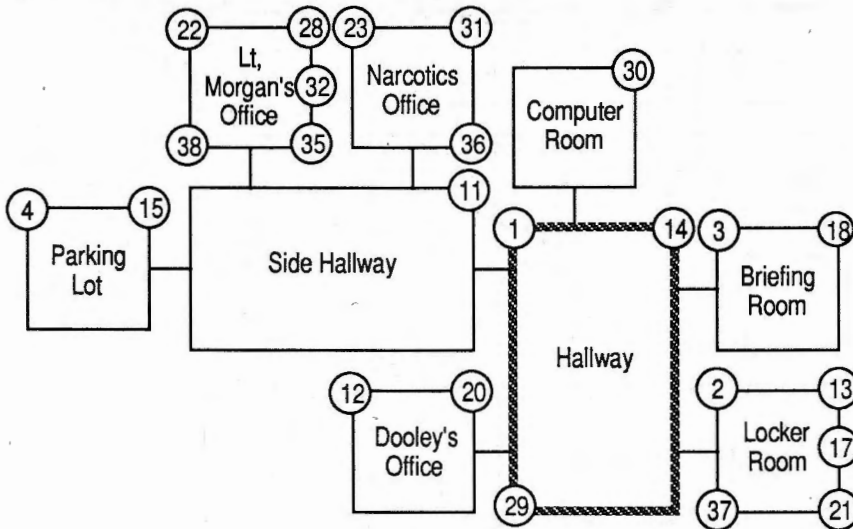 22
28
23
31
Lt,
Morgan's
Office
32
Narcotics
Office
38
35
36
30
Computer
Room
4
15
Parking
Lot
11
Side Hallway
1
14
Hallway
29
3
18
Briefing
Room
12
20
Dooley's
Office
2
13
Locker
Room
17
37
21